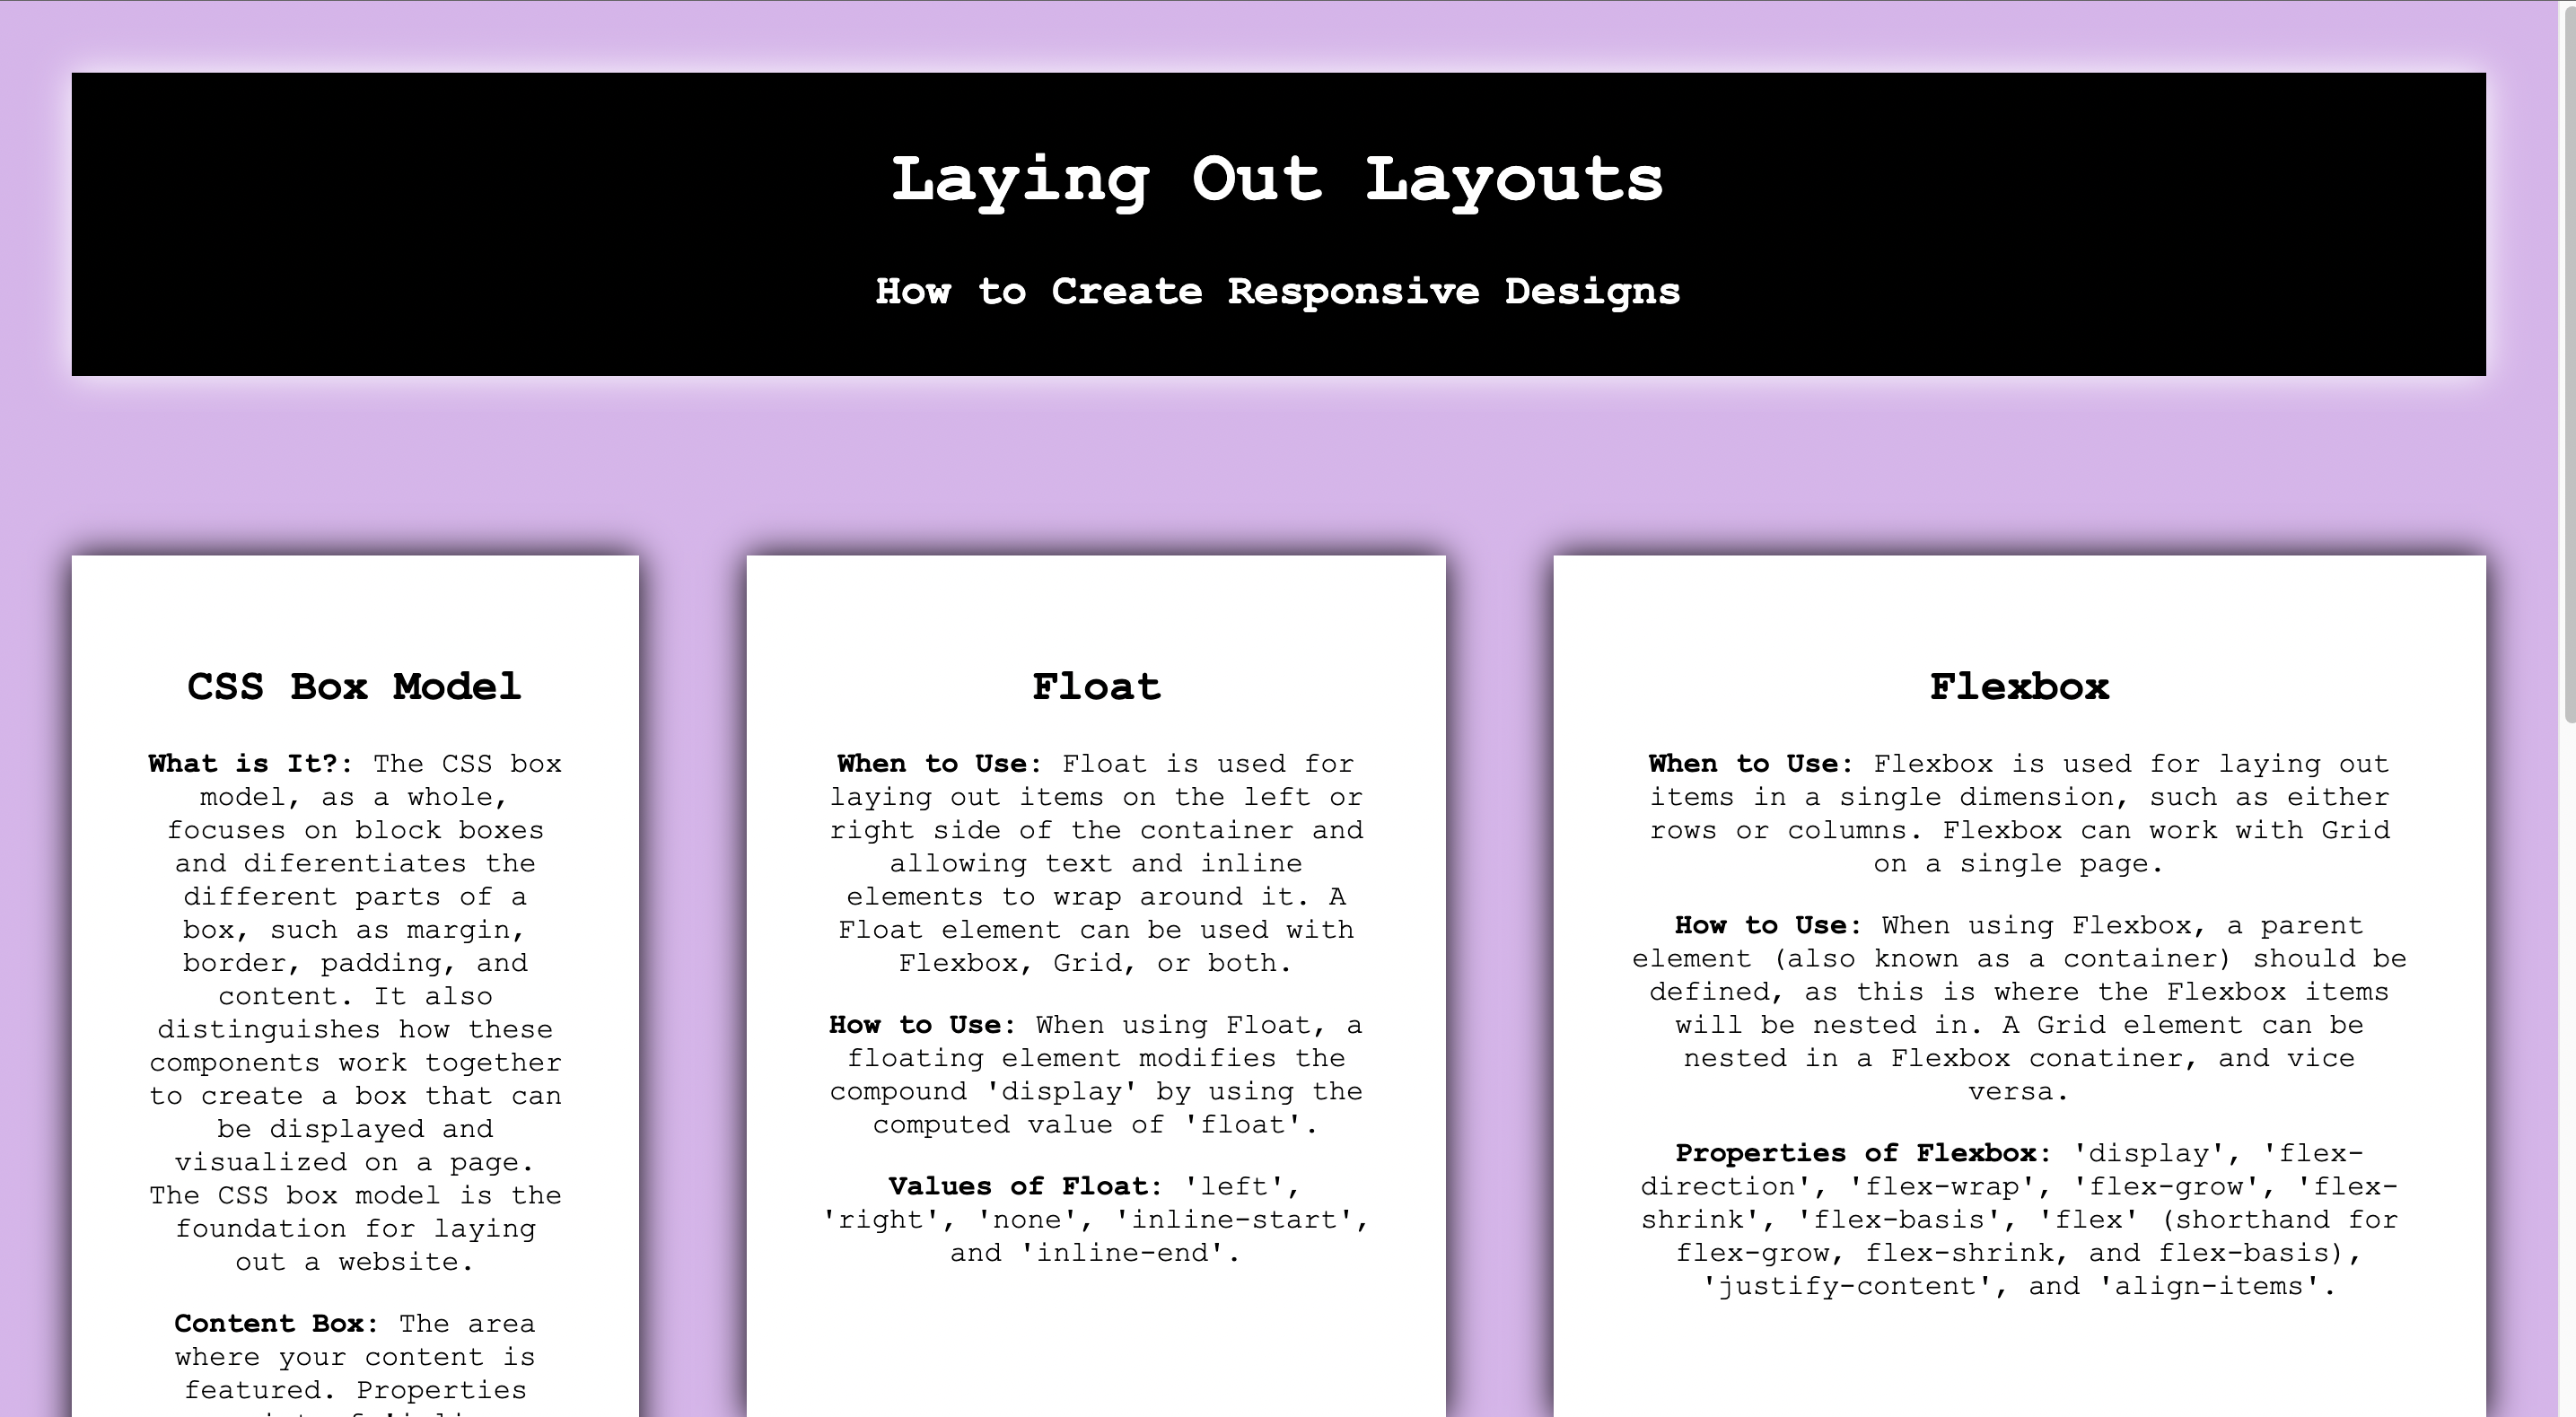 Laying Out Layouts
How to Create Responsive Designs
CSS Box Model
What is It?: The CSS box
model, as a whole,
focuses on block boxes
and diferentiates the
different parts of a
box, such as margin,
border, padding, and
content. It also
distinguishes how these
components work together
to create a box that can
be displayed and
visualized on a page.
The CSS box model is the
foundation for laying
out a website.
Content Box: The area
where your content is
featured. Properties
Float
When to Use: Float is used for
laying out items on the left or
right side of the container and
allowing text and inline
elements to wrap around it. A
Float element can be used with
Flexbox, Grid, or both.
How to Use: When using Float, a
floating element modifies the
compound 'display' by using the
computed value of 'float'.
Values of Float: 'left',
'right', 'none', 'inline-start',
and 'inline-end'.
Flexbox
When to Use: Flexbox is used for laying out
items in a single dimension, such as either
rows or columns. Flexbox can work with Grid
on a single page.
How to Use: When using Flexbox, a parent
element (also known as a container) should be
defined, as this is where the Flexbox items
will be nested in. A Grid element can be
nested in a Flexbox conatiner, and vice
versa.
Properties of Flexbox: 'display', 'flex-
direction', 'flex-wrap', 'flex-grow', 'flex-
shrink', 'flex-basis', 'flex' (shorthand for
flex-grow, flex-shrink, and flex-basis),
'justify-content', and 'align-items'.